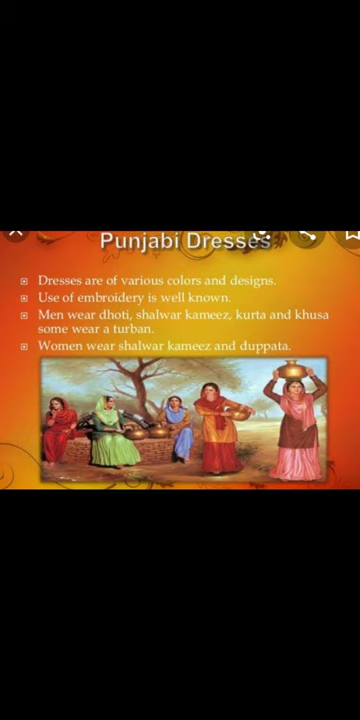 Punjabi Dresses
Dresses are of various colors and designs.
Use of embroidery is well known.
Men wear dhoti, shalwar kameez, kurta and khusa
some wear a turban.
Women wear shalwar kameez and duppata.